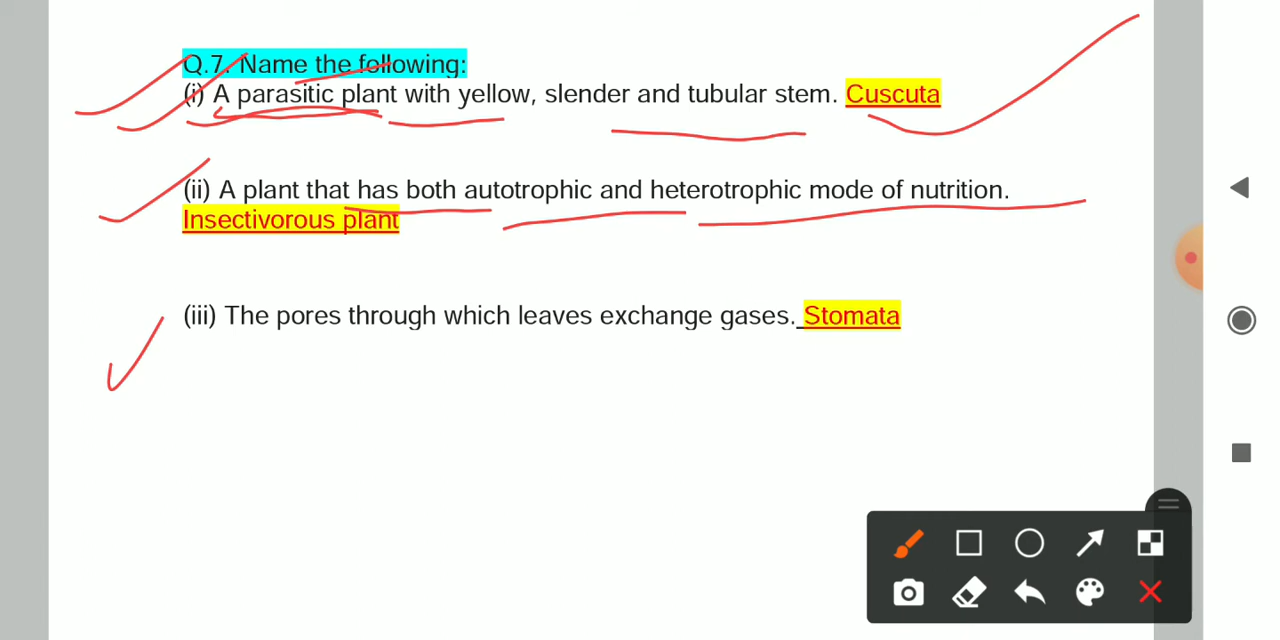 Q.7. Name the following:
(i) A parasitic plant with yellow, slender and tubular stem. Cuscuta
(ii) A plant that has both autotrophic and heterotrophic mode of nutrition.
Insectivorous plant
(iii) The pores through which leaves exchange gases. Stomata